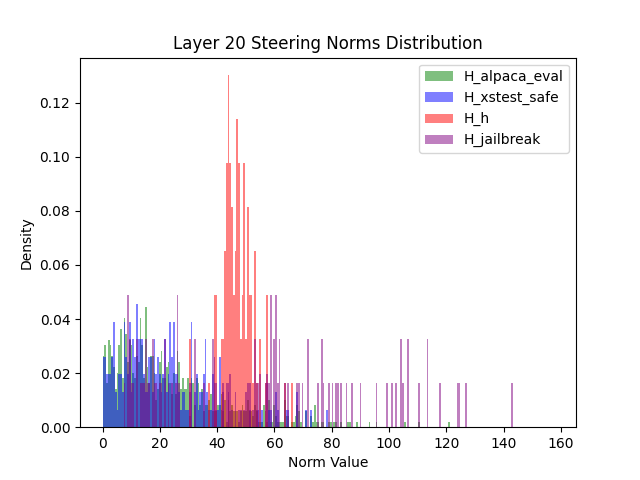 Layer 20 Steering Norms Distribution
H_alpaca_eval
H_xstest_safe
H_h
H_jailbreak
Density
0.12
0.10
0.08
0.06
0.04
0.02
0.00
0 20 40 60 80 100 120 140 160
Norm Value